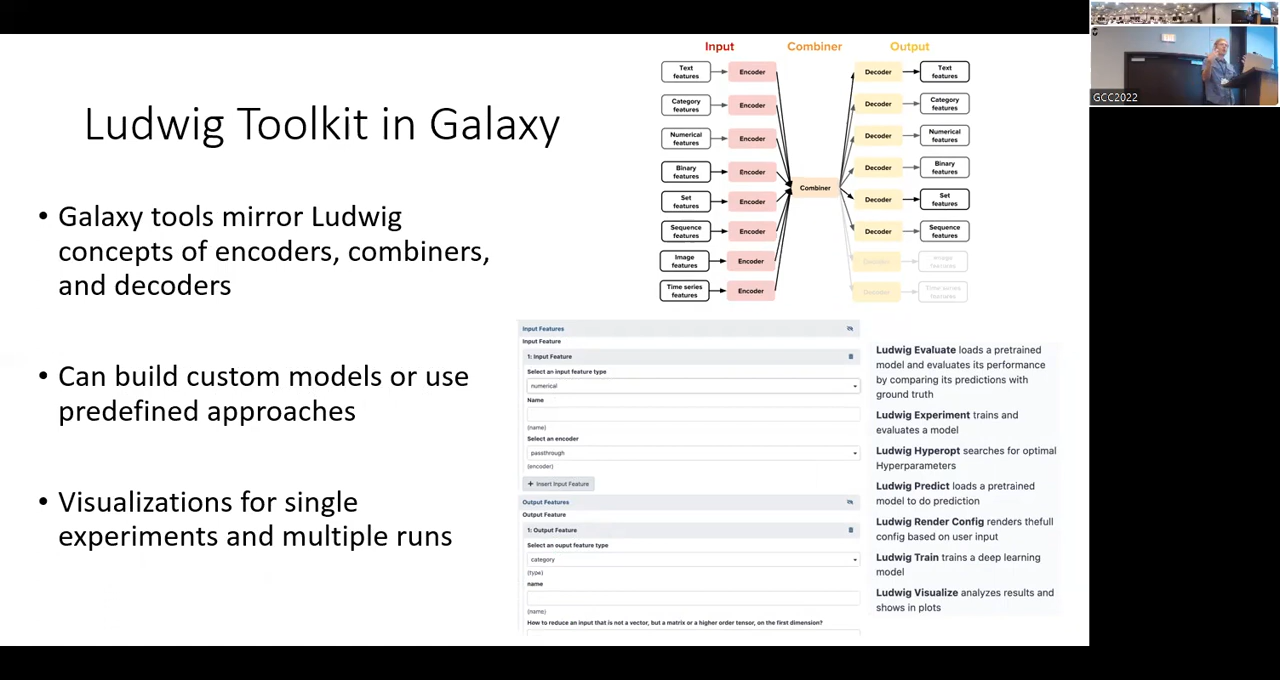 Ludwig Toolkit in Galaxy
• Galaxy tools mirror Ludwig
concepts of encoders, combiners,
and decoders
• Can build custom models or use
predefined approaches
• Visualizations for single
experiments and multiple runs
Input Combiner Output
Text
features
Encoder
Decoder
Text
features
Category
features
Encoder
Decoder
Category
features
Numerical
features
Encoder
Decoder
Numerical
features
Binary
features
Encoder
Decoder
Binary
features
Combiner
Set
features
Encoder
Decoder
Set
features
Sequence
features
Encoder
Decoder
Sequence
features
Image
features
Encoder
Decoder
Image
features
Time series
features
Encoder
Decoder
Time series
features
Input Features
Input Feature
1: Input Feature
Select an input feature type
numerical
Name
(name)
Select an encoder
passthrough
(encoder)
+ Insert Input Feature
Output Features
Output Feature
1: Output Feature
Select an ouput feature type
category
(type)
name
(name)
How to reduce an input that is not a vector, but a matrix or a higher order tensor, on the first dimension?
Ludwig Evaluate loads a pretrained
model and evaluates its performance
by comparing its predictions with
ground truth
Ludwig Experiment trains and
evaluates a model
Ludwig Hyperopt searches for optimal
Hyperparameters
Ludwig Predict loads a pretrained
model to do prediction
Ludwig Render Config renders thefull
config based on user input
Ludwig Train trains a deep learning
model
Ludwig Visualize analyzes results and
shows in plots
GCC2022